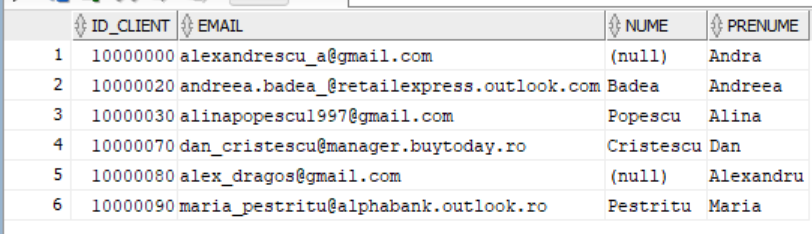 ID_CLIENT EMAIL NUME PRENUME
1 10000000 alexandrescu_a@gmail.com (null) Andra
2 10000020 andreea.badea_@retailexpress.outlook.com Badea Andreea
3 10000030 alinapopescu1997@gmail.com Popescu Alina
4 10000070 dan_cristescu@manager.buytoday.ro Cristescu Dan
5 10000080 alex_dragos@gmail.com (null) Alexandru
6 10000090 maria_pestritu@alphabank.outlook.ro Pestritu Maria